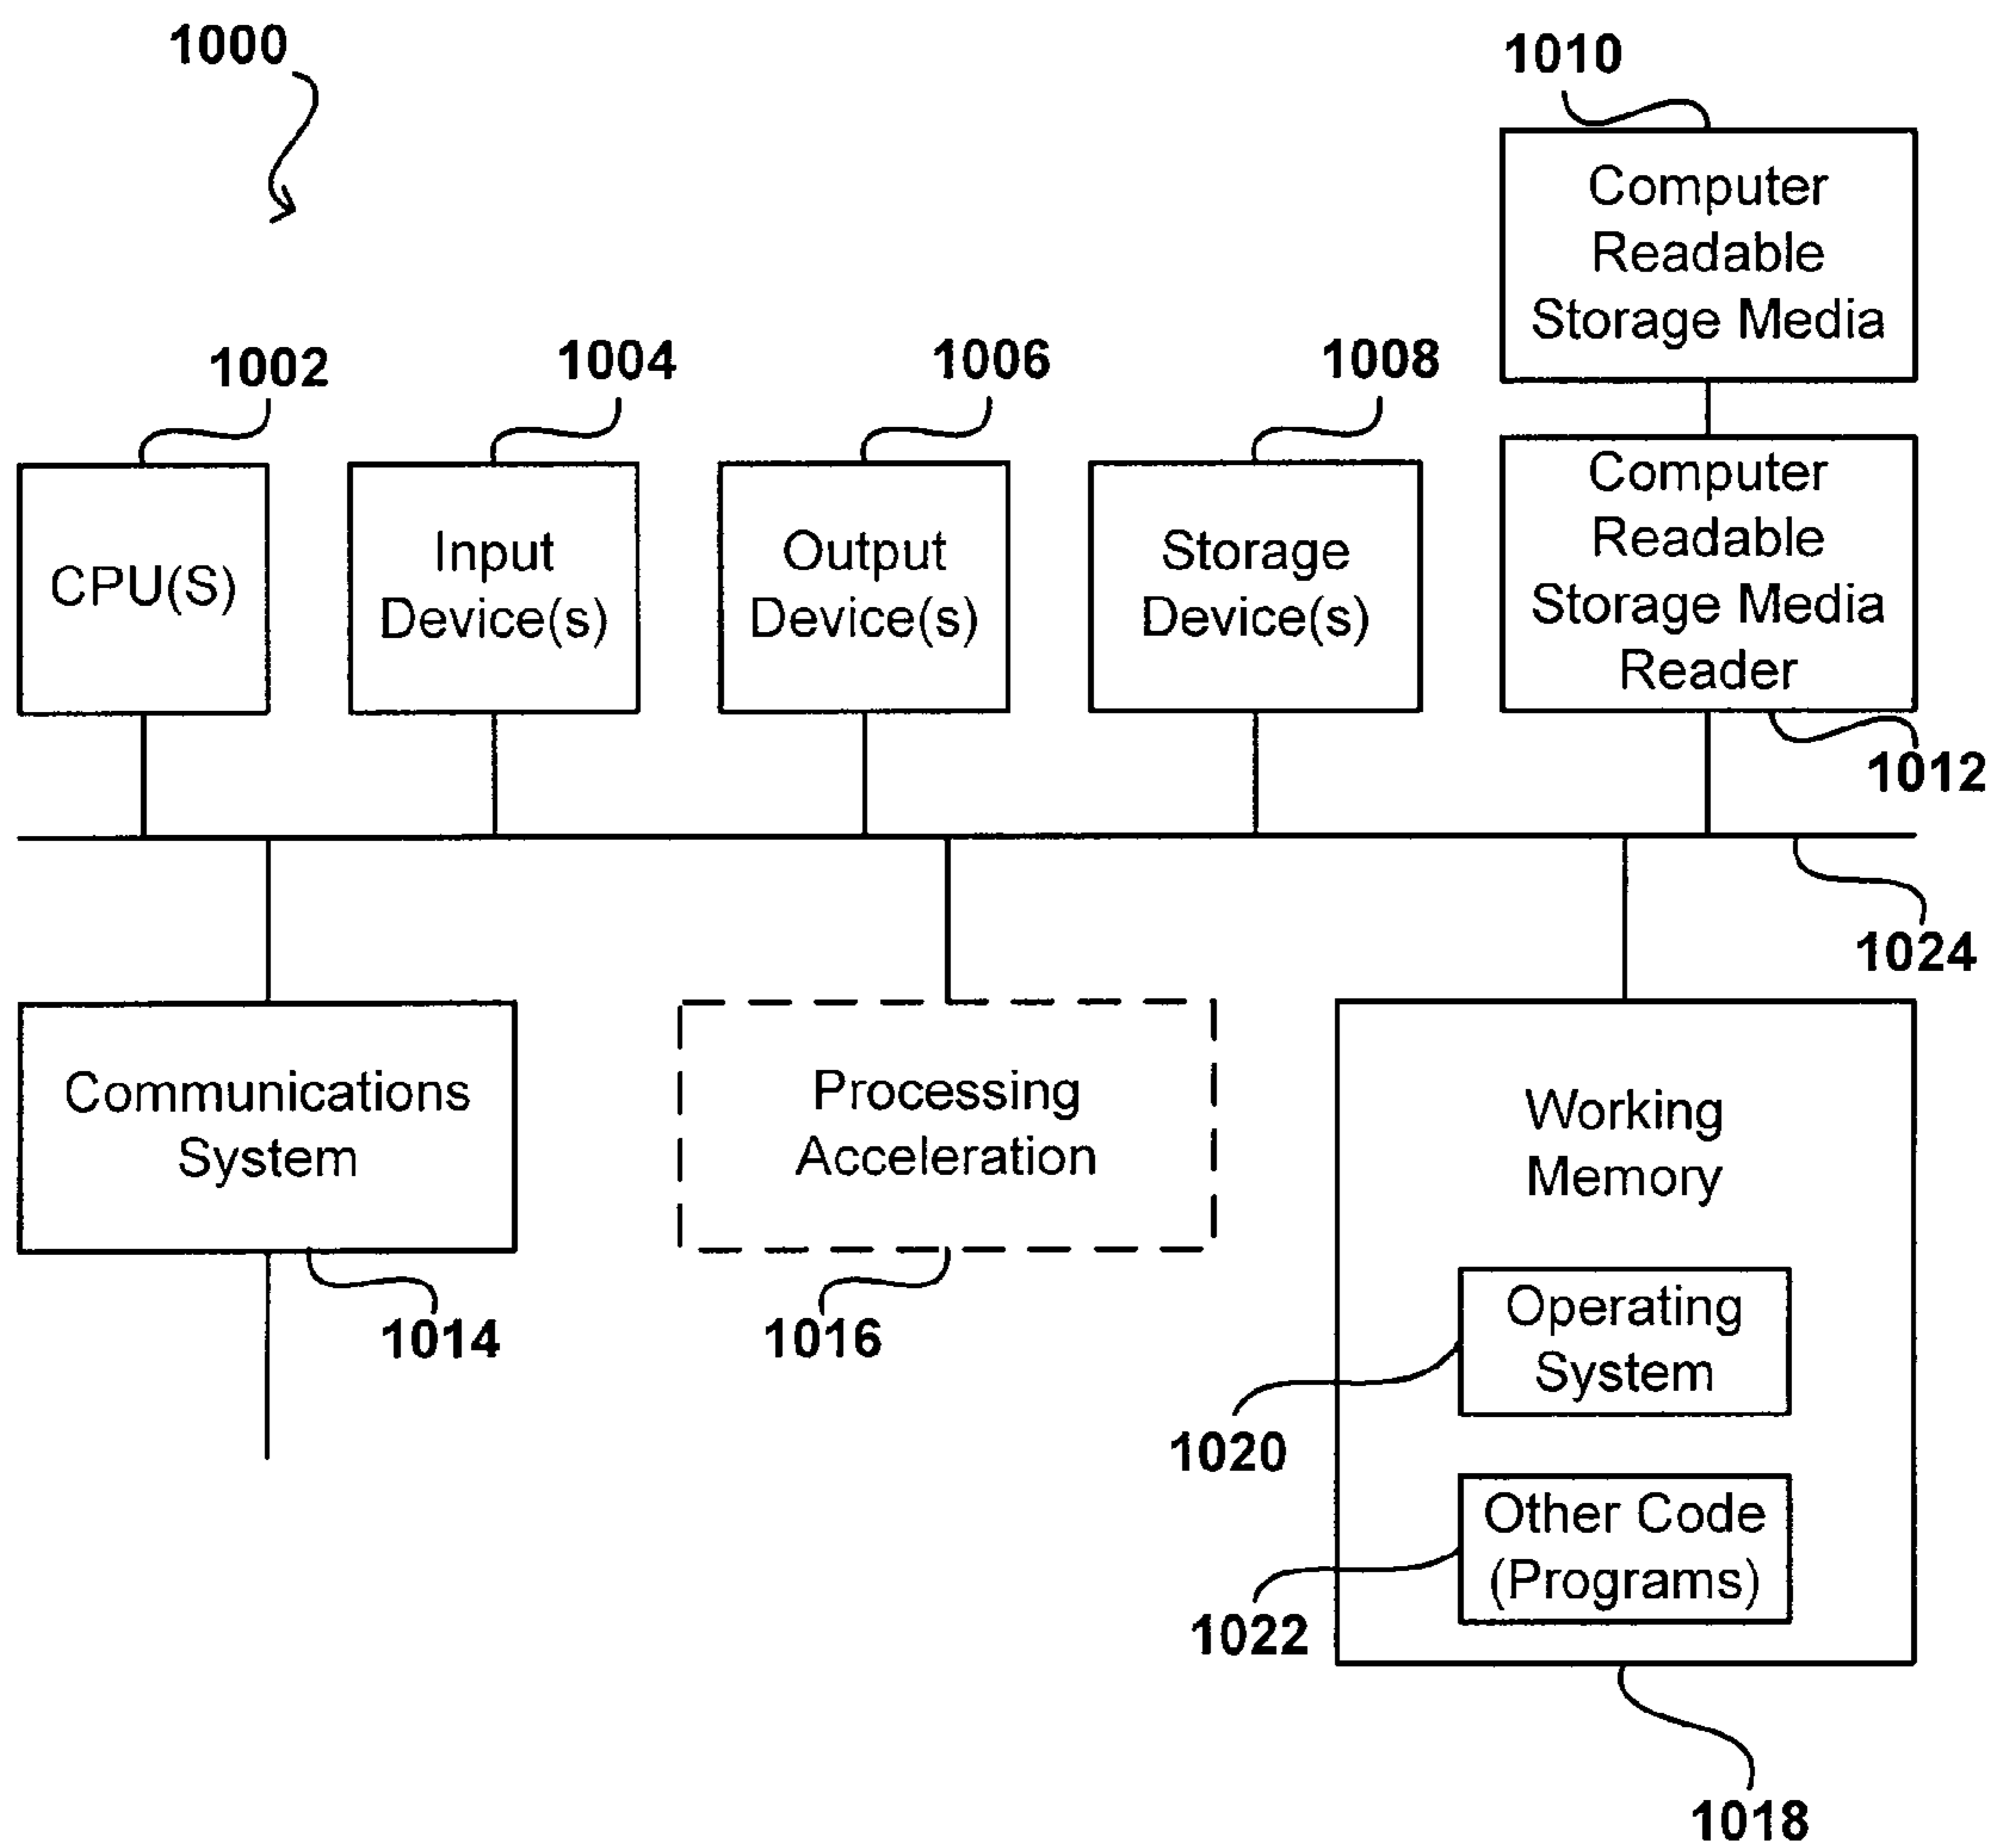 1000
1010
Computer
Readable
Storage Media
1002
1004
1006
1008
CPU(S)
Input
Device(s)
Output
Device(s)
Storage
Device(s)
Computer
Readable
Storage Media
Reader
1012
1024
Communications
System
1014
Processing
Acceleration
1016
Working
Memory
Operating
System
1020
Other Code
(Programs)
1022
1018